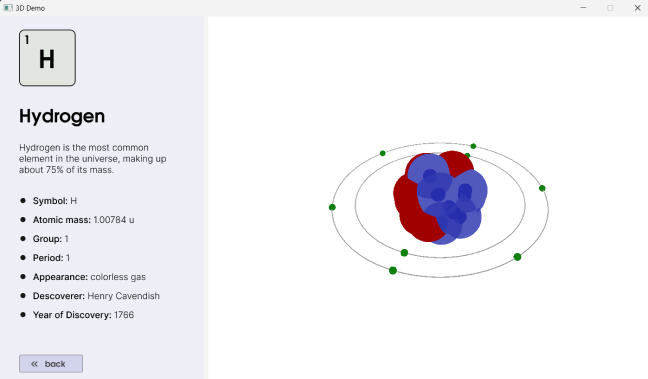 3D Demo
1
H
Hydrogen
Hydrogen is the most common
element in the universe, making up
about 75% of its mass.
Symbol: H
Atomic mass: 1.00784 u
Group: 1
Period: 1
Appearance: colorless gas
Descoverer: Henry Cavendish
Year of Discovery: 1766
« back